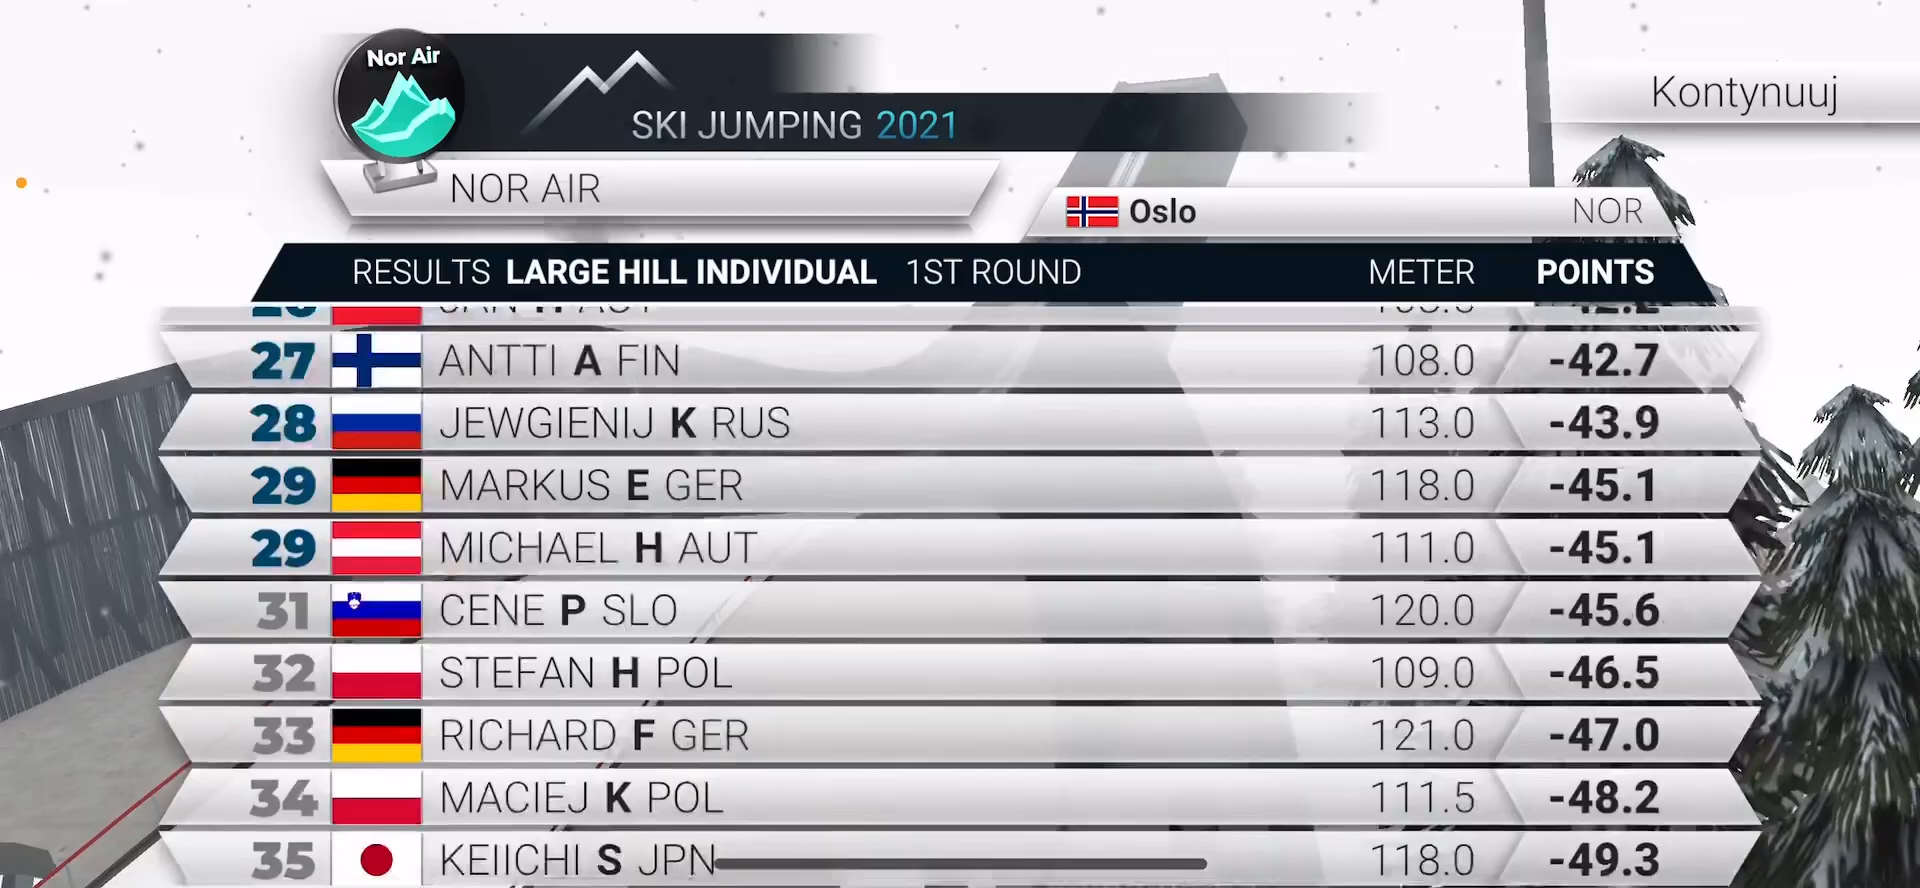 Nor Air
SKI JUMPING 2021
Kontynuuj
NOR AIR
Oslo NOR
RESULTS LARGE HILL INDIVIDUAL 1ST ROUND METER POINTS
27 ANTTI A FIN 108.0 -42.7
28 JEWGIENIJ K RUS 113.0 -43.9
29 MARKUS E GER 118.0 -45.1
29 MICHAEL H AUT 111.0 -45.1
31 CENE P SLO 120.0 -45.6
32 STEFAN H POL 109.0 -46.5
33 RICHARD F GER 121.0 -47.0
34 MACIEJ K POL 111.5 -48.2
35 KEIICHI S JPN 118.0 -49.3